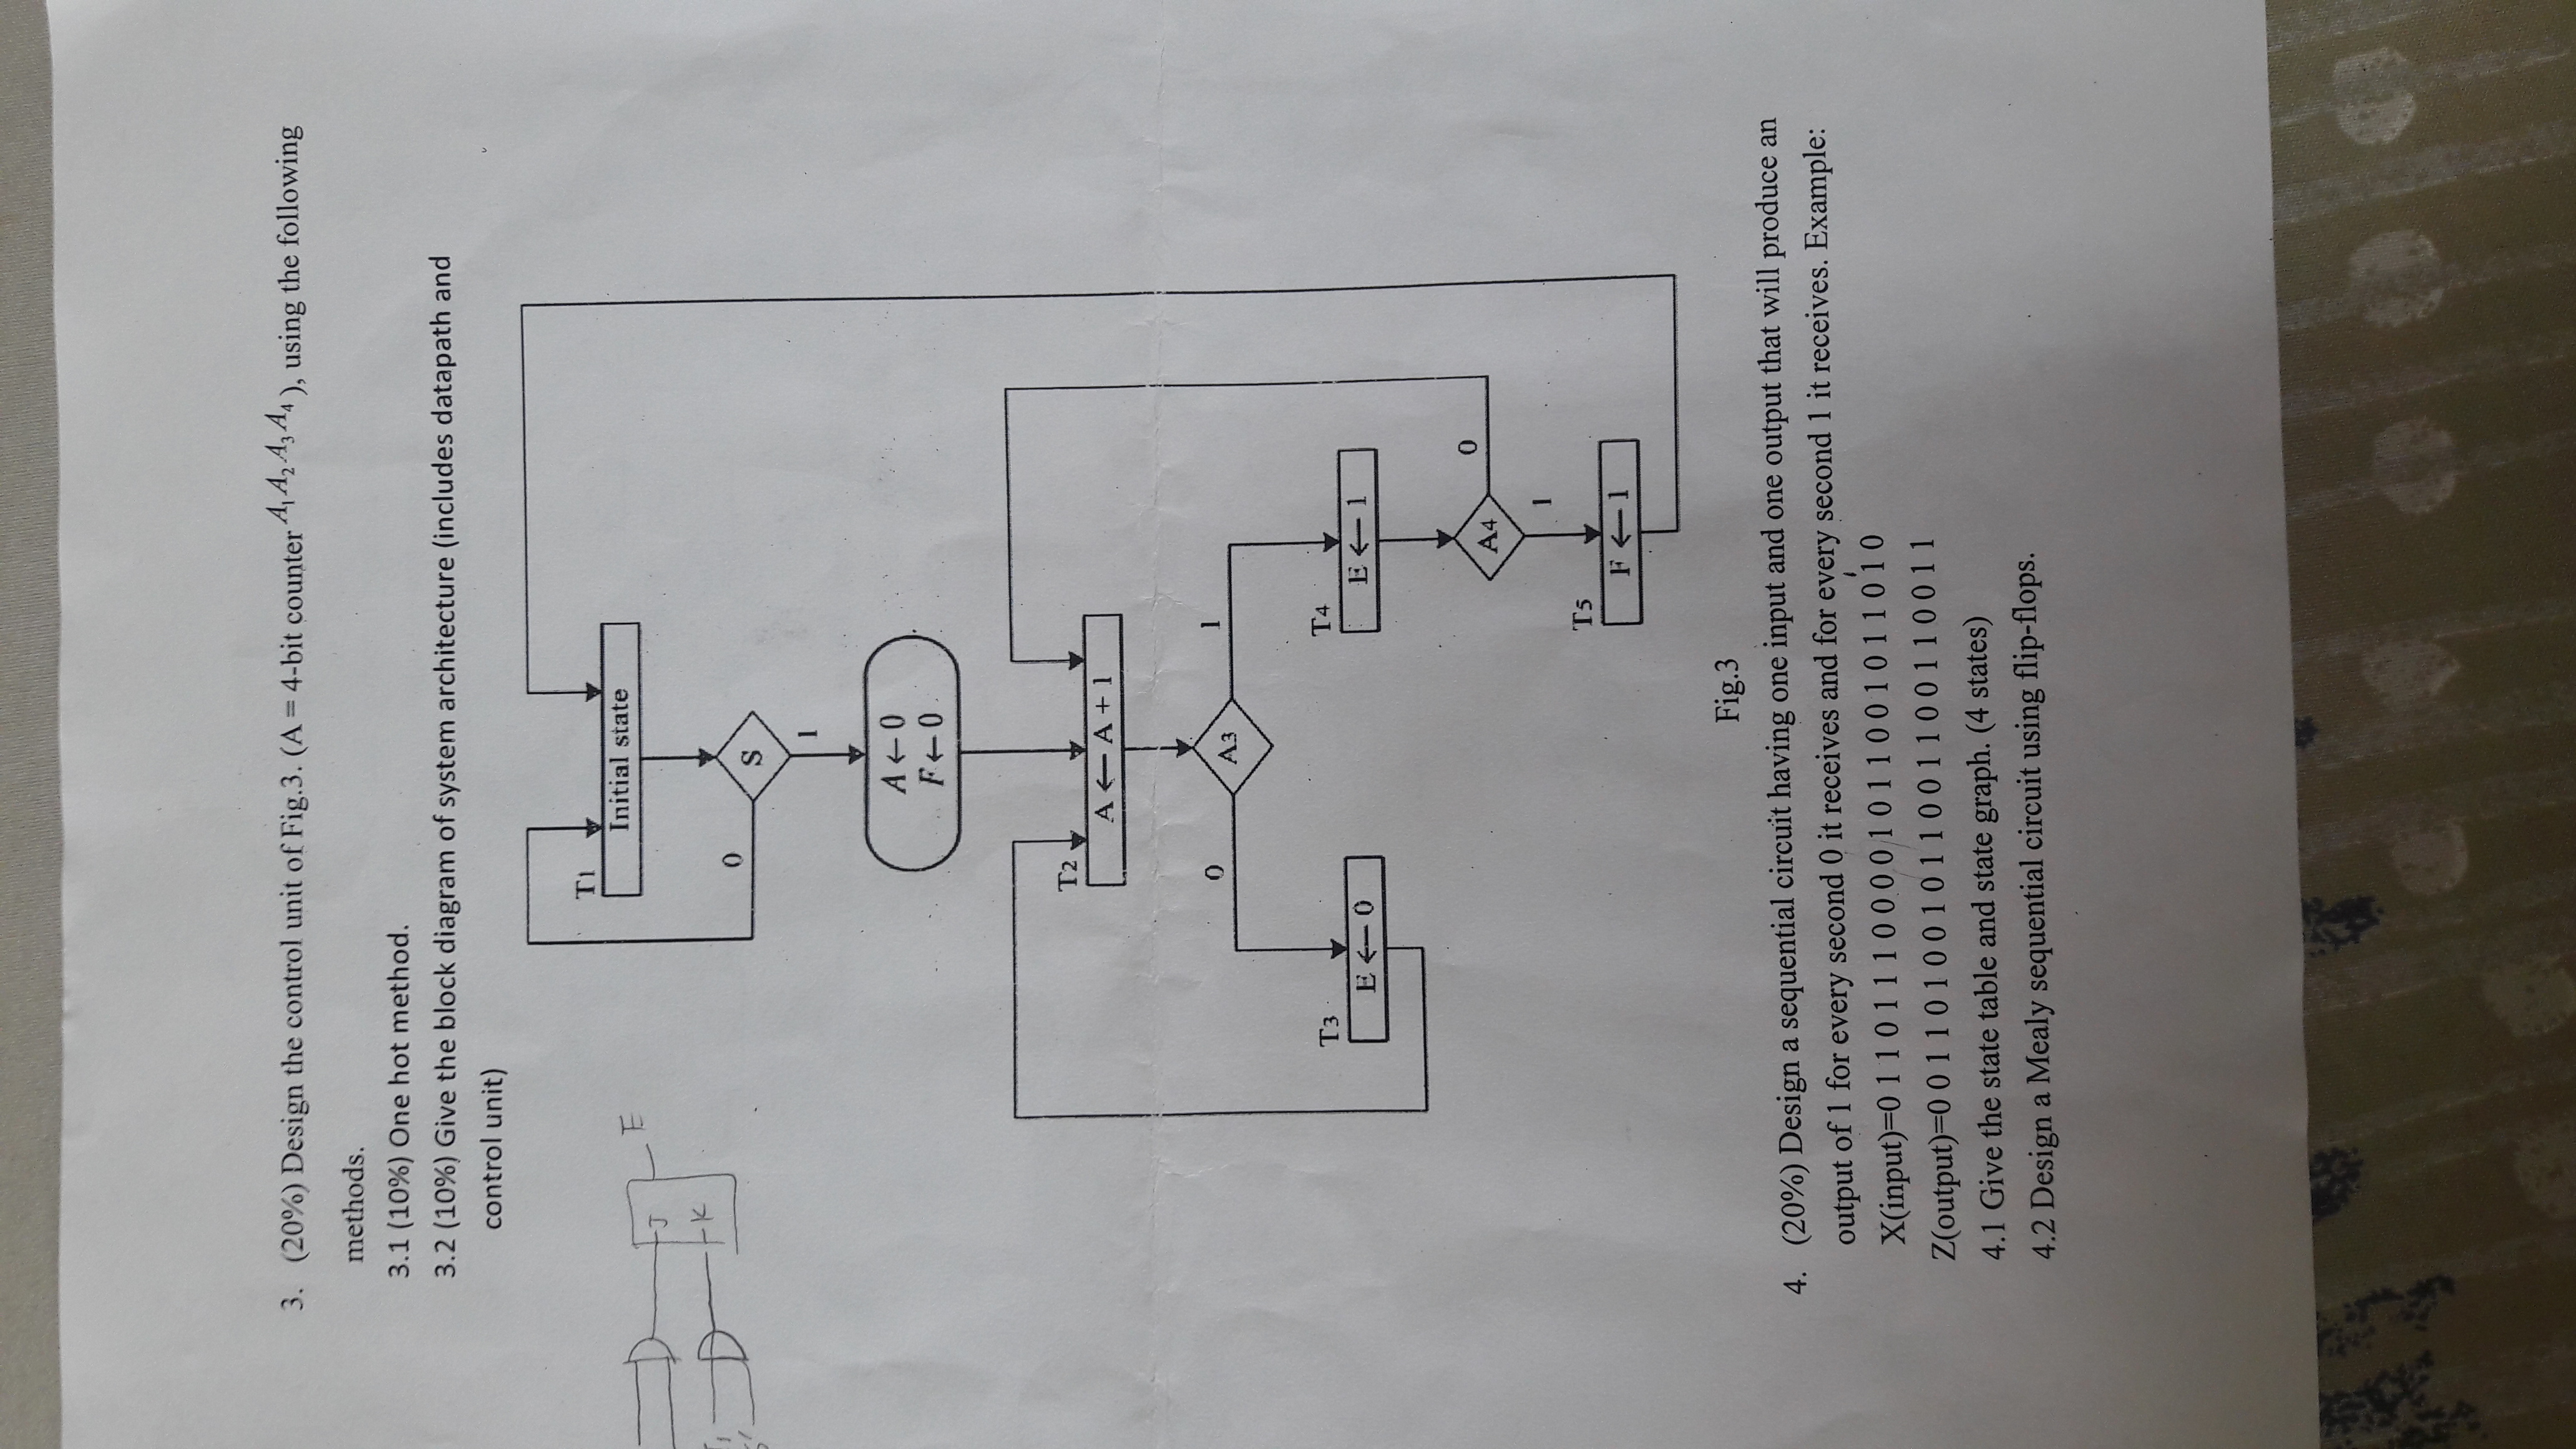 3. (20%) Design the control unit of Fig.3. (A = 4-bit counter A₁A₂A₃A₄), using the following
methods.
3.1 (10%) One hot method.
3.2 (10%) Give the block diagram of system architecture (includes datapath and
control unit)
T1
Initial state
E
J
K
0
S
1
A ← 0
F ← 0
T2
A ← A + 1
0
A3
1
T3
E ← 0
T4
E ← 1
A4
0
1
T5
F ← 1
Fig.3
4. (20%) Design a sequential circuit having one input and one output that will produce an
output of 1 for every second 0 it receives and for every second 1 it receives. Example:
X(input)=0 1 1 0 1 1 1 0 0 0 0 1 0 1 1 0 0 1 0 1 1 0 1 0
Z(output)=0 0 1 1 0 1 0 0 1 0 1 1 0 0 1 1 0 0 1 1 0 0 1 1
4.1 Give the state table and state graph. (4 states)
4.2 Design a Mealy sequential circuit using flip-flops.